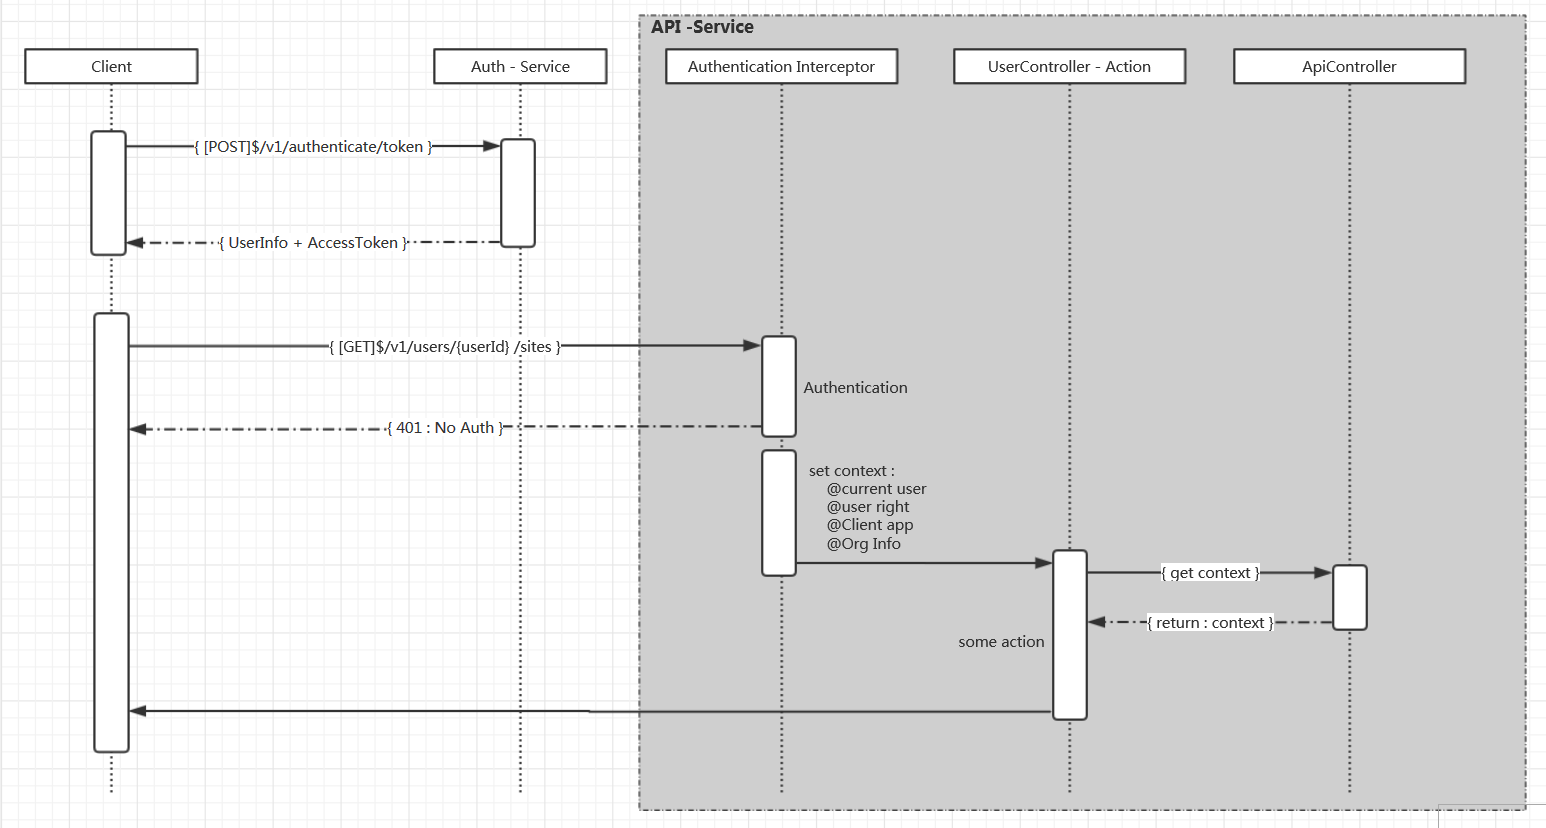 API -Service
Client
Auth - Service
Authentication Interceptor
UserController - Action
ApiController
{ [POST]$/v1/authenticate/token }
{ UserInfo + AccessToken }
{ [GET]$/v1/users/{userId} /sites }
Authentication
{ 401 : No Auth }
set context :
@current user
@user right
@Client app
@Org Info
{ get context }
{ return : context }
some action